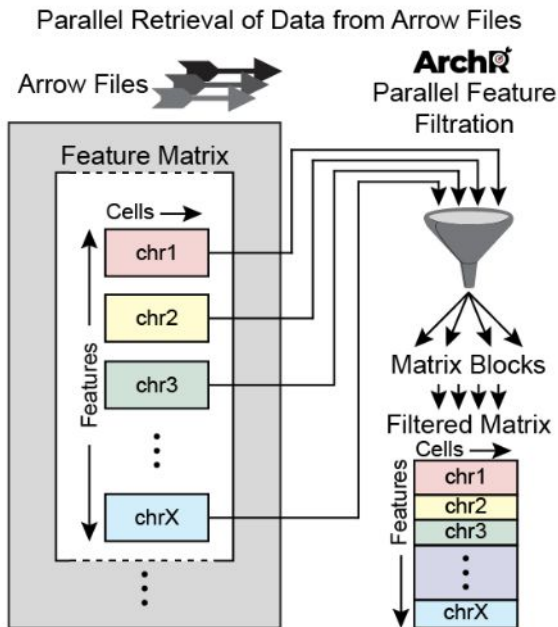 Parallel Retrieval of Data from Arrow Files
Arrow Files
ArchR
Parallel Feature
Filtration
Feature Matrix
Cells
chr1
chr2
chr3
chrX
Features
Matrix Blocks
Filtered Matrix
Cells
Features
chr1
chr2
chr3
chrX